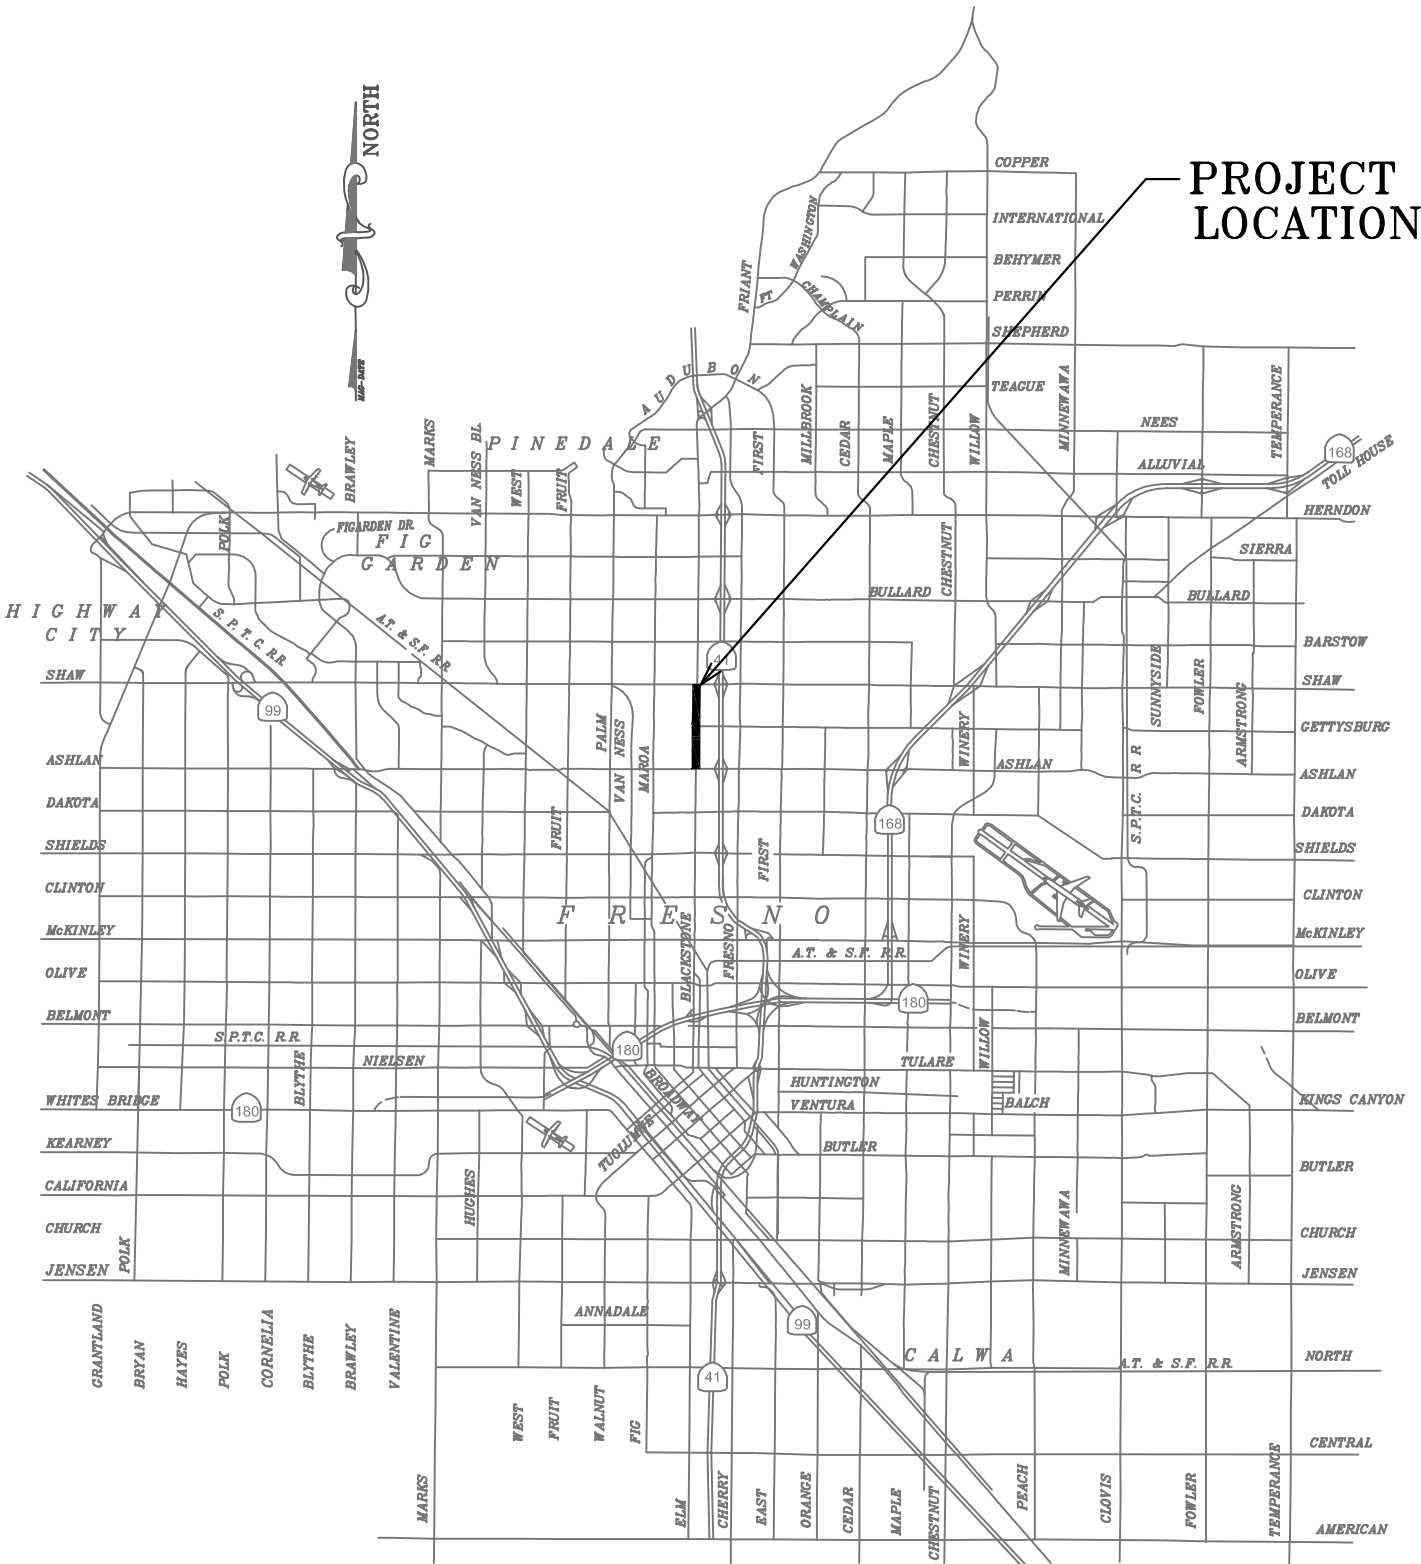 NORTH
MAG-DATE
PROJECT
LOCATION
COPPER
INTERNATIONAL
WASHINGTON
BEHYMER
FRIANT
FT
CHAMPLAIN
PERRIN
SHEPHERD
AUDUBON
TEAGUE
MILLBROOK
CEDAR
MAPLE
CHESTNUT
WILLOW
MINNEWAWA
TEMPERANCE
NEES
FIRST
MARKS
VAN NESS BL
PINEDALE
BRAWLEY
WEST
FRUIT
ALLUVIAL
168
TOLL HOUSE
HERNDON
POLK
FIGARDEN DR.
FIG
GARDEN
CHESTNUT
SIERRA
BULLARD
BULLARD
HIGHWAY
CITY
S. P. T. C. R.R.
A.T. & S.F. R.R.
BARSTOW
41
SHAW
SHAW
SUNNYSIDE
FOWLER
ARMSTRONG
99
PALM
VAN NESS
MAROA
WINERY
GETTYSBURG
ASHLAN
ASHLAN
ASHLAN
S.P.T.C. R R
DAKOTA
DAKOTA
FRUIT
168
SHIELDS
SHIELDS
FIRST
CLINTON
CLINTON
FRESNO
McKINLEY
McKINLEY
BLACKSTONE
FRESNO
A.T. & S.F. R.R.
WINERY
OLIVE
OLIVE
180
BELMONT
BELMONT
S.P.T.C. R.R.
BLYTHE
NIELSEN
180
TULARE
WILLOW
HUNTINGTON
BROADWAY
WHITES BRIDGE
180
VENTURA
BALCH
KINGS CANYON
TUOLUMNE
KEARNEY
BUTLER
BUTLER
CALIFORNIA
HUGHES
MINNEWAWA
ARMSTRONG
CHURCH
CHURCH
POLK
JENSEN
JENSEN
ANNADALE
99
GRANTLAND
BRYAN
HAYES
POLK
CORNELIA
BLYTHE
BRAWLEY
VALENTINE
CALWA
A.T. & S.F. R.R.
NORTH
41
WEST
FRUIT
WALNUT
FIG
CENTRAL
MARKS
ELM
CHERRY
EAST
ORANGE
CEDAR
MAPLE
CHESTNUT
PEACH
CLOVIS
FOWLER
TEMPERANCE
AMERICAN